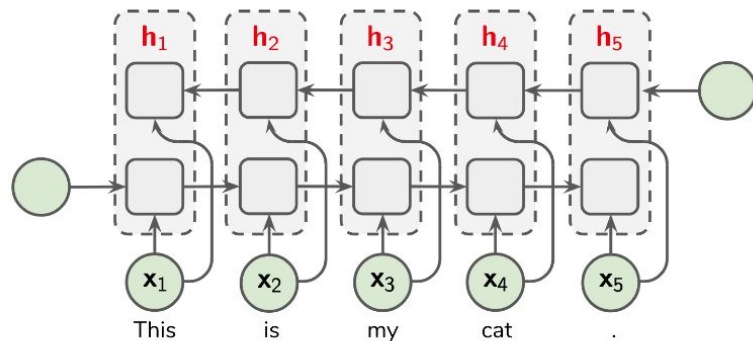 h₁ h₂ h₃ h₄ h₅
x₁ x₂ x₃ x₄ x₅
This is my cat .